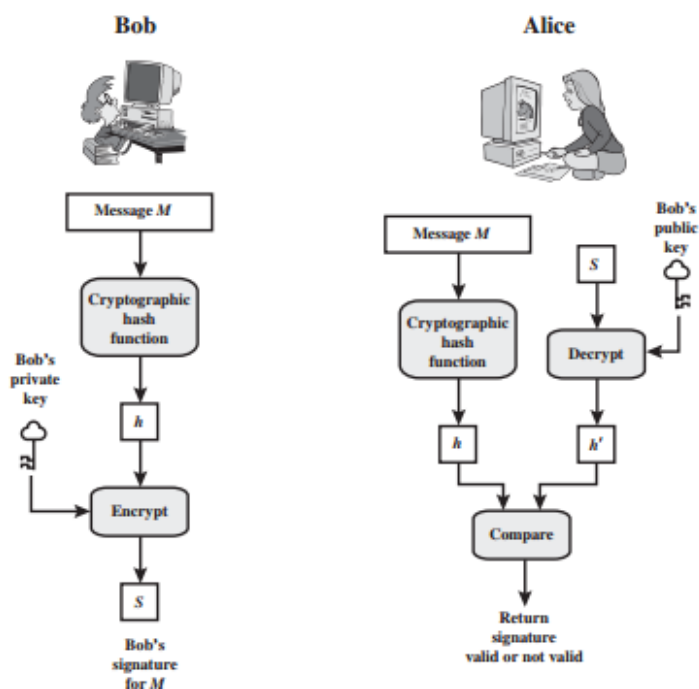 Bob
Message M
Cryptographic
hash
function
Bob's
private
key
h
Encrypt
S
Bob's
signature
for M
Alice
Message M
Bob's
public
key
S
Cryptographic
hash
function
Decrypt
h
h'
Compare
Return
signature
valid or not valid